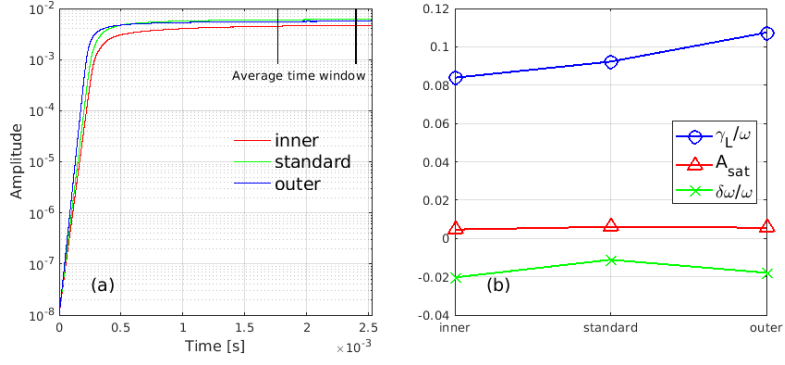 10^-2
10^-3
10^-4
10^-5
10^-6
10^-7
10^-8
Amplitude
Average time window
inner
standard
outer
(a)
0 0.5 1 1.5 2 2.5
Time [s]
×10^-3
0.12
0.1
0.08
0.06
0.04
0.02
0
-0.02
-0.04
γ_L/ω
A_sat
δω/ω
(b)
inner standard outer